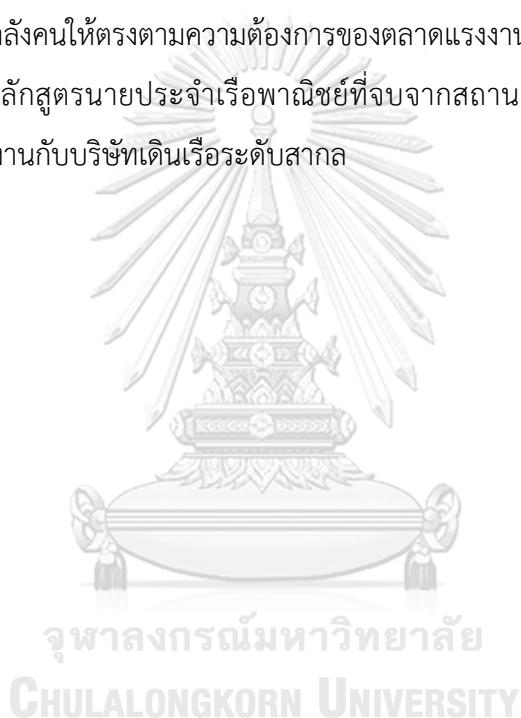 ลังคนให้ตรงตามความต้องการของตลาดแรงงาน
ลักสูตรนายประจำเรือพาณิชย์ที่จบจากสถาน
านกับบริษัทเดินเรือระดับสากล
จุฬาลงกรณ์มหาวิทยาลัย
CHULALONGKORN UNIVERSITY